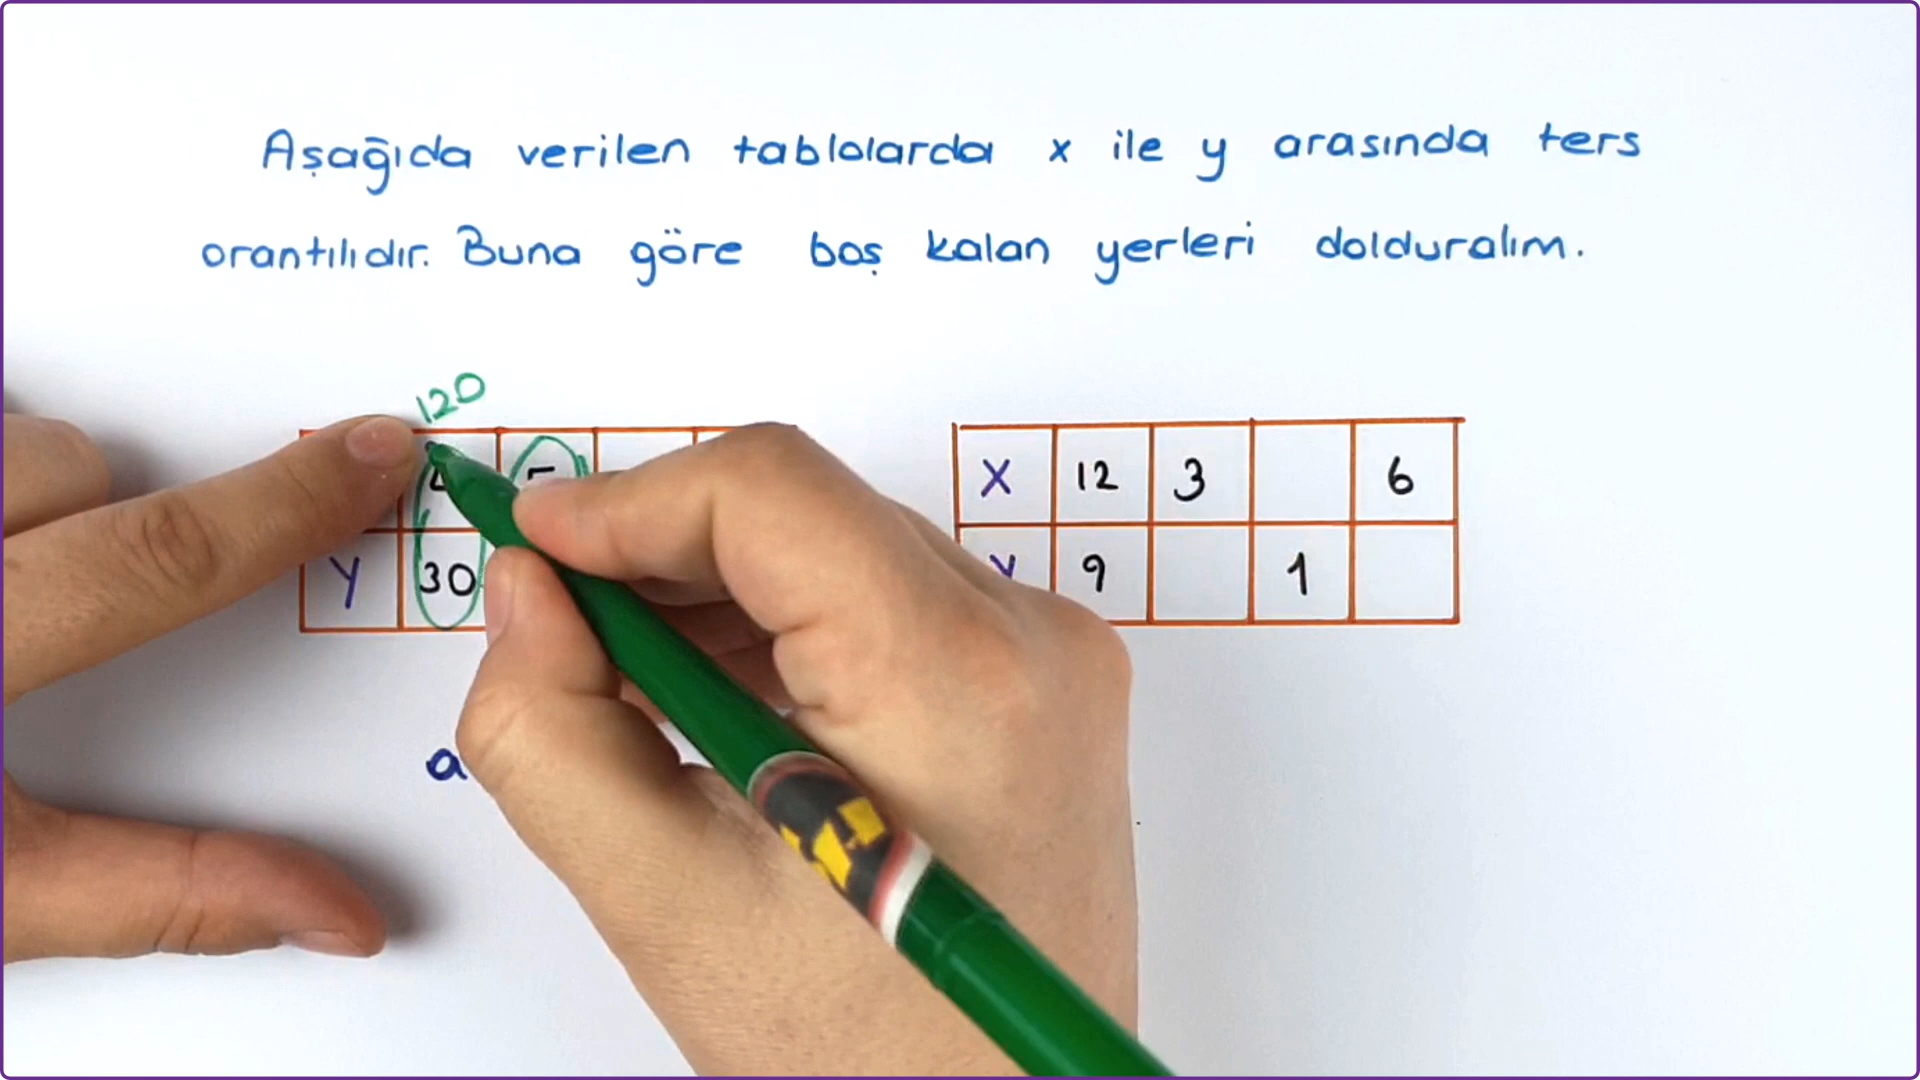 Aşağıda verilen tablolarda x ile y arasında ters
orantılıdır. Buna göre boş kalan yerleri dolduralım.
120
X 12 3 6
Y 30
Y 9 1
a